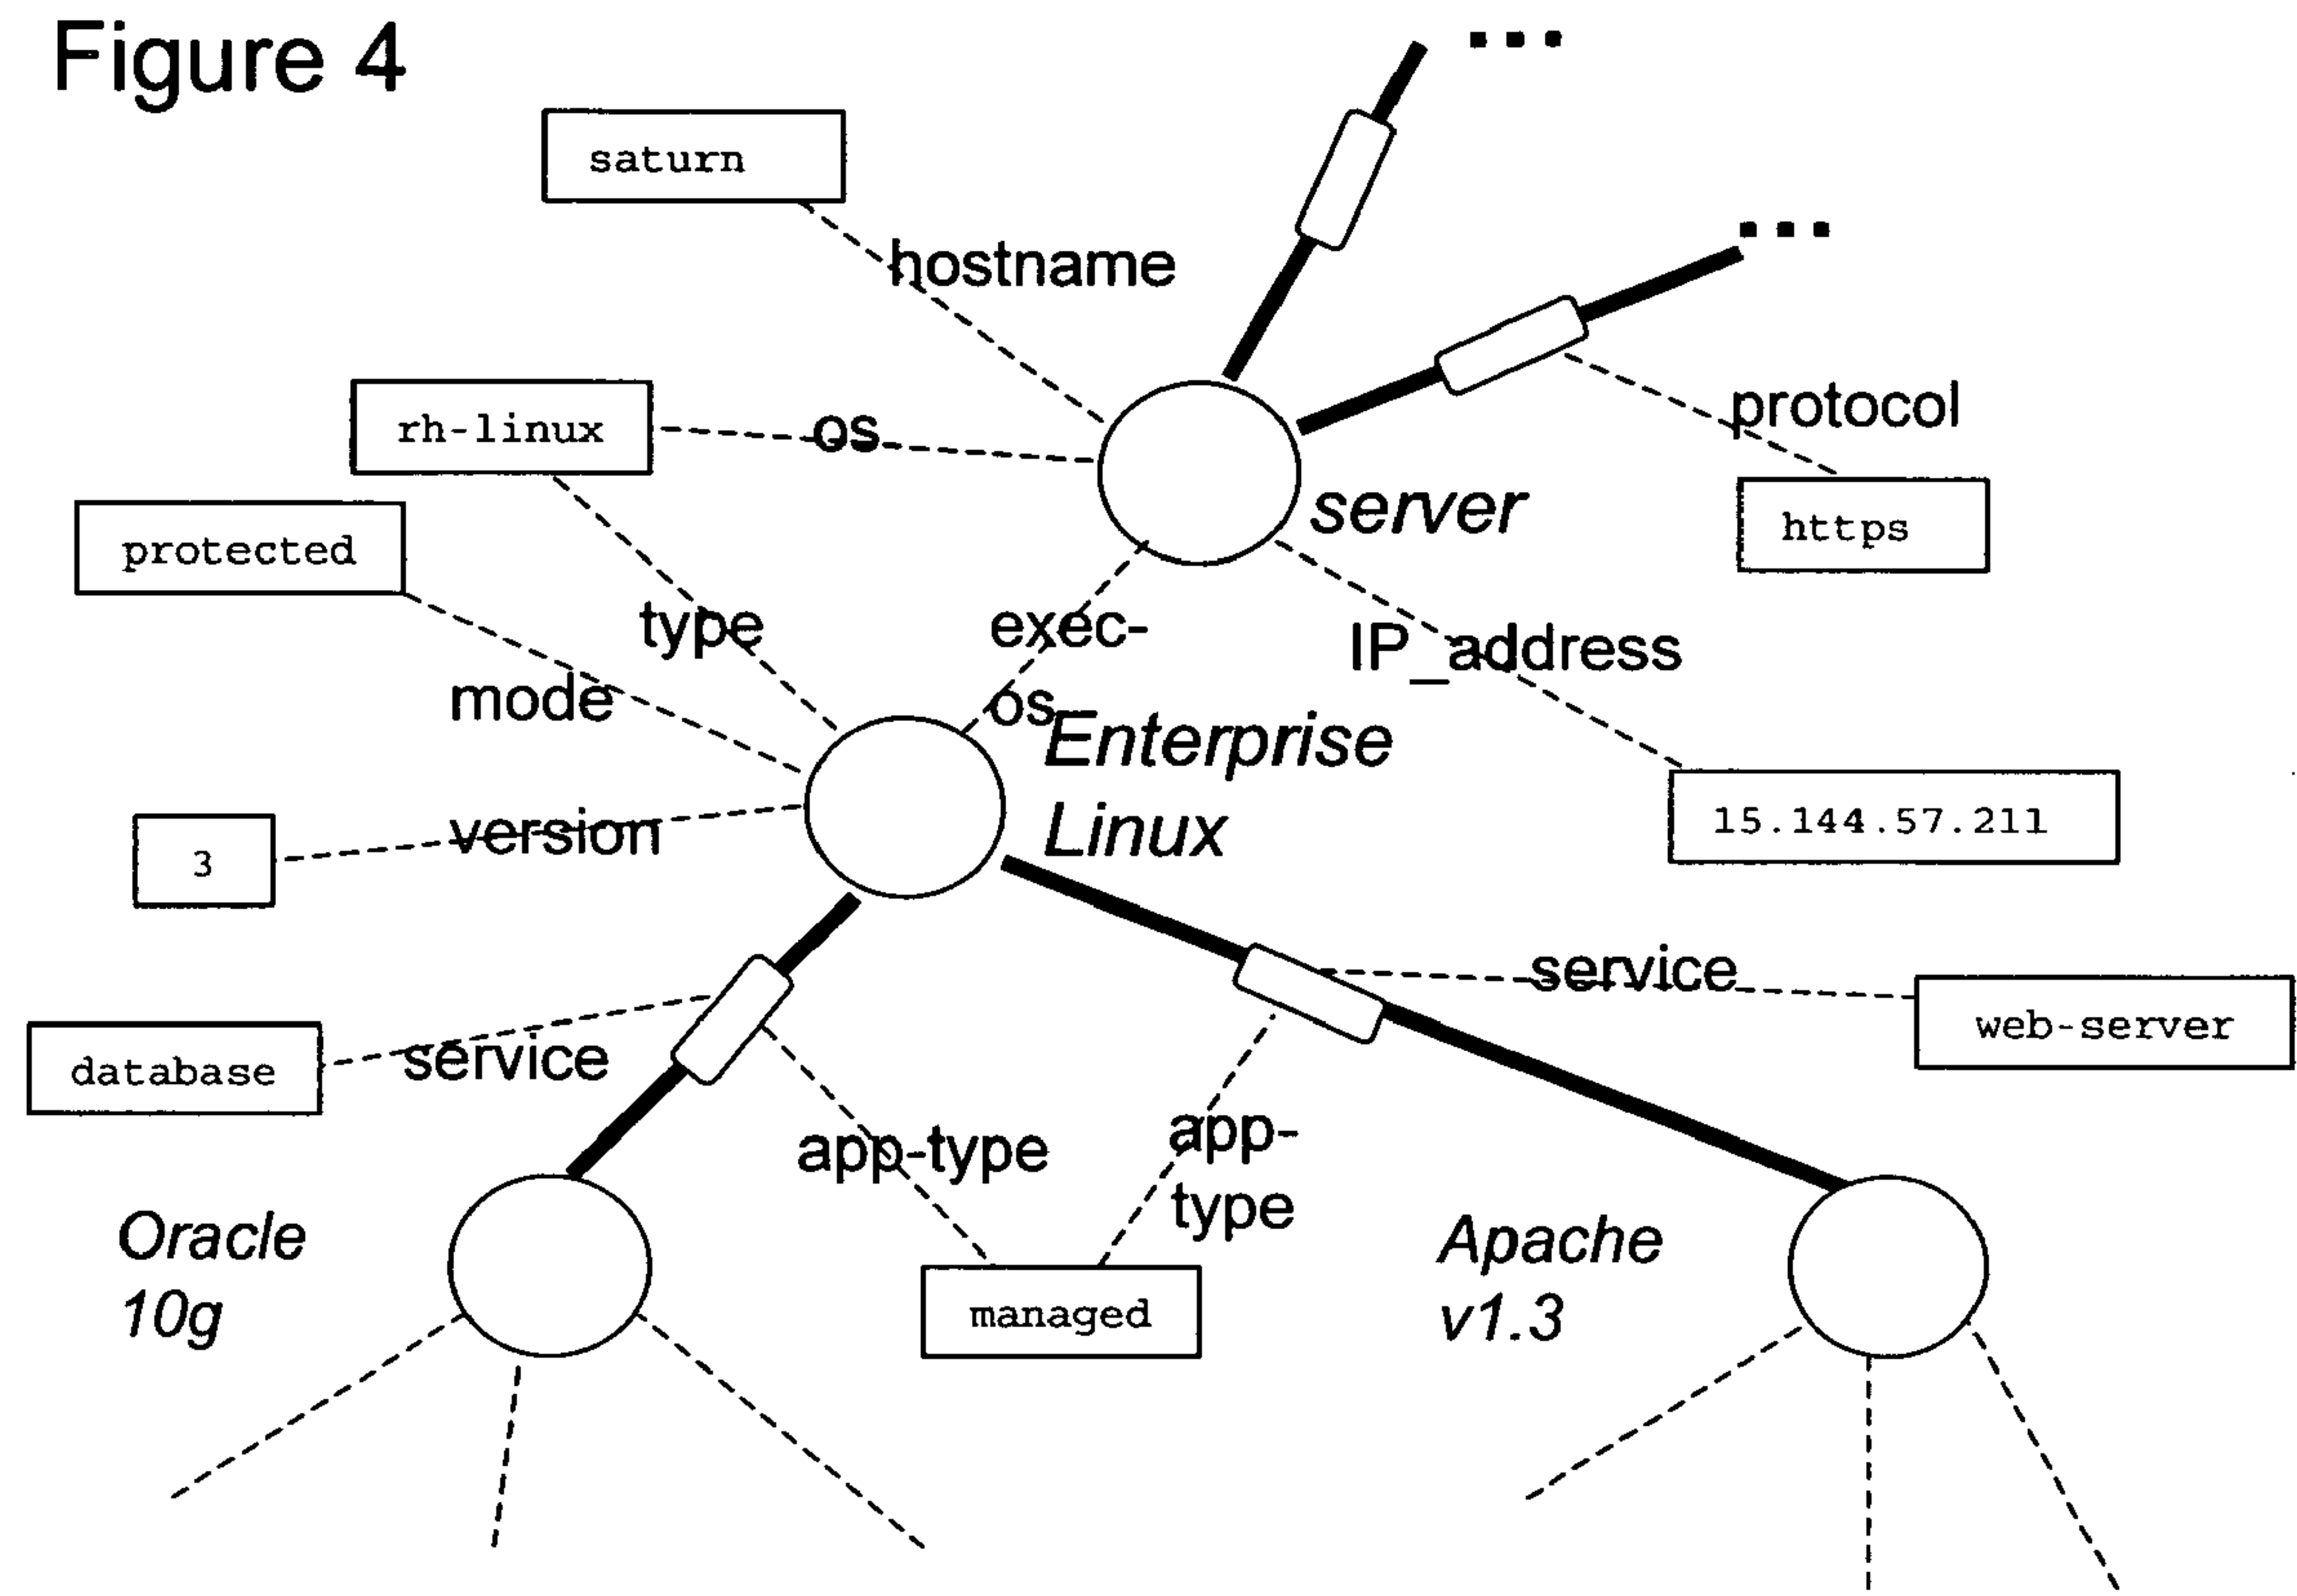 Figure 4
saturn
hostname
rh-linux
os
protocol
server
https
protected
type
exec-
os
IP_address
mode
Enterprise
Linux
15.144.57.211
version
3
service
web-server
database
service
app-type
app-
type
Oracle
10g
managed
Apache
v1.3